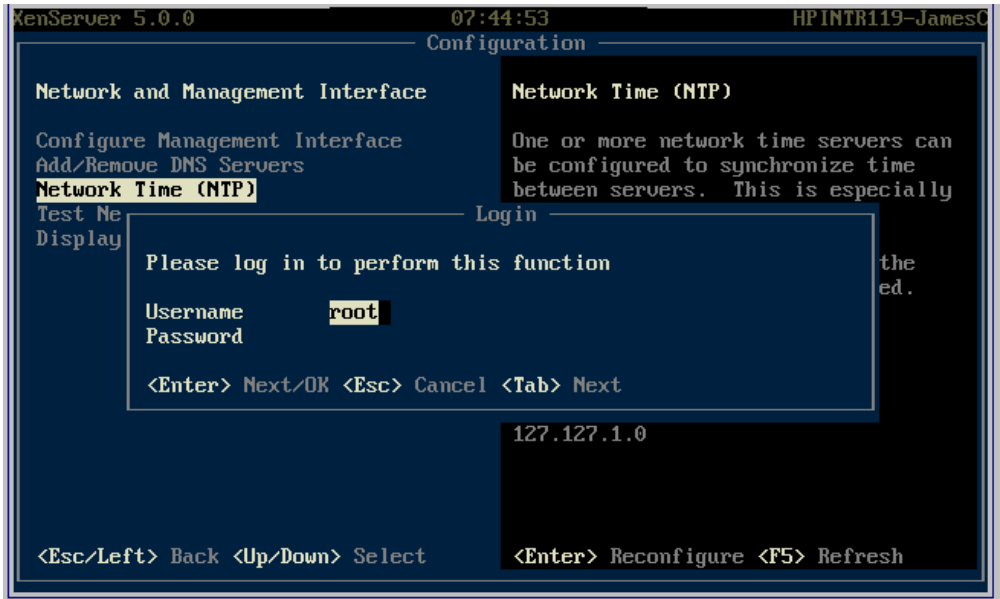 XenServer 5.0.0 07:44:53 HPINTR119-JamesC
Configuration
Network and Management Interface
Configure Management Interface
Add/Remove DNS Servers
Network Time (NTP)
Test Ne
Display
Network Time (NTP)
One or more network time servers can
be configured to synchronize time
between servers. This is especially
the
ed.
127.127.1.0
Login
Please log in to perform this function
Username root
Password
<Enter> Next/OK <Esc> Cancel <Tab> Next
<Esc/Left> Back <Up/Down> Select
<Enter> Reconfigure <F5> Refresh